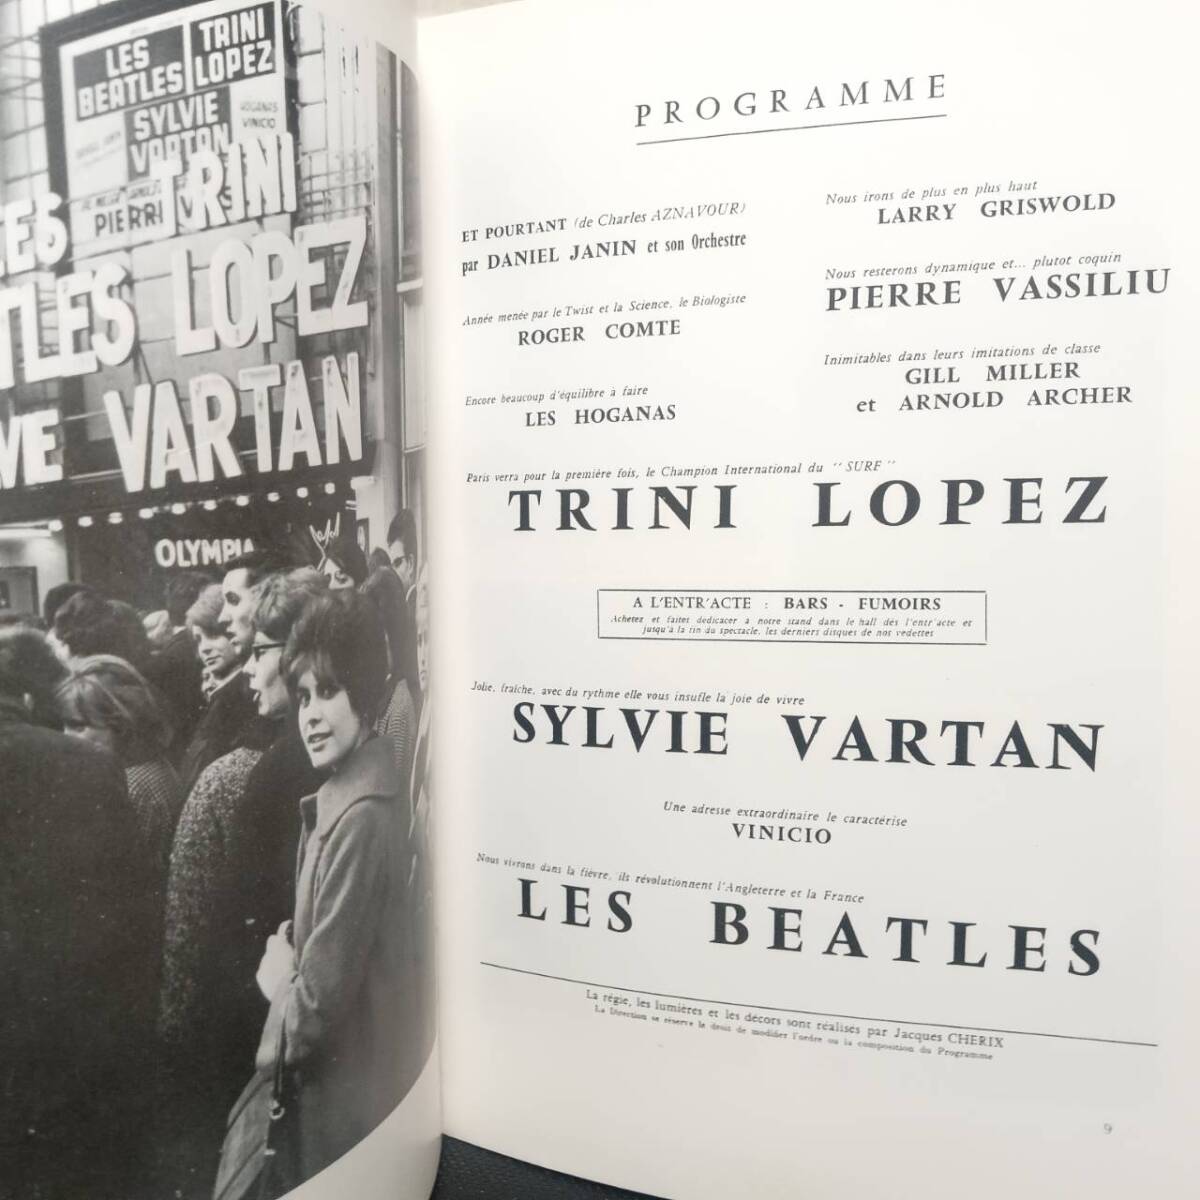 LES
BEATLES
TRINI
LOPEZ
SYLVIE
VARTAN
HOGANAS
VINICIO
PIERRE
LES
TRINI
TLES LOPEZ
VARTAN
OLYMPIA
PROGRAMME
ET POURTANT (de Charles AZNAVOUR)
par DANIEL JANIN et son Orchestre
Année menée par le Twist et la Science, le Biologiste
ROGER COMTE
Encore beaucoup d'équilibre à faire
LES HOGANAS
Nous irons de plus en plus haut
LARRY GRISWOLD
Nous resterons dynamique et... plutot coquin
PIERRE VASSILIU
Inimitables dans leurs imitations de classe
GILL MILLER
et ARNOLD ARCHER
Paris verra pour la première fois, le Champion International du "SURF"
TRINI LOPEZ
A L'ENTR'ACTE : BARS - FUMOIRS
Achetez et faites dedicacer à notre stand dans le hall dès l'entr'acte et
jusqu'à la fin du spectacle, les derniers disques de nos vedettes
Jolie, fraîche, avec du rythme elle vous insufle la joie de vivre
SYLVIE VARTAN
Une adresse extraordinaire le caractérise
VINICIO
Nous vivrons dans la fièvre, ils révolutionnent l'Angleterre et la France
LES BEATLES
La régie, les lumières et les décors sont réalisés par Jacques CHERIX
La Direction se réserve le droit de modifier l'ordre ou la composition du Programme
9